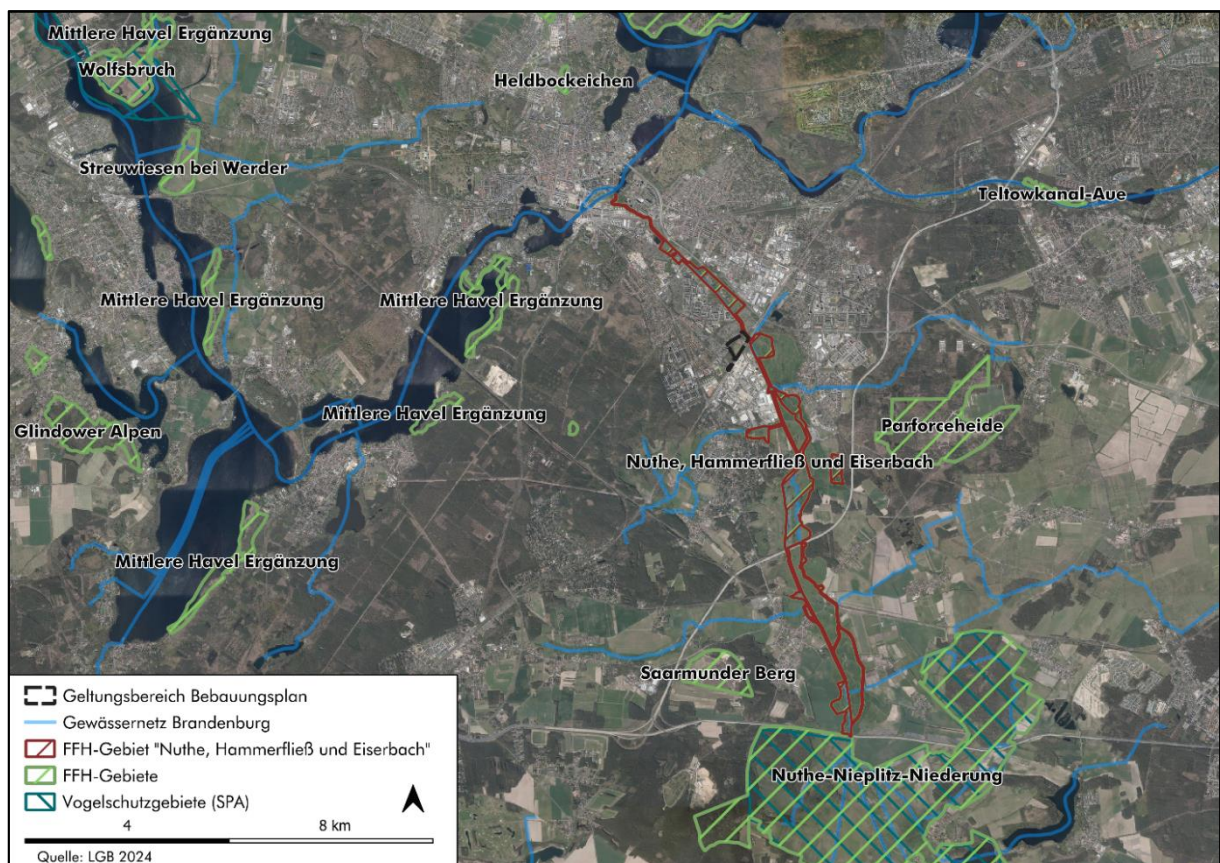 Mittlere Havel Ergänzung
Wolfsbruch
Heldbockeichen
Streuwiesen bei Werder
Teltowkanal-Aue
Mittlere Havel Ergänzung
Mittlere Havel Ergänzung
Mittlere Havel Ergänzung
Glindower Alpen
Parforceheide
Nuthe, Hammerfließ und Eiserbach
Mittlere Havel Ergänzung
Saarmunder Berg
Nuthe-Nieplitz-Niederung
Geltungsbereich Bebauungsplan
Gewässernetz Brandenburg
FFH-Gebiet "Nuthe, Hammerfließ und Eiserbach"
FFH-Gebiete
Vogelschutzgebiete (SPA)
4 8 km
Quelle: LGB 2024